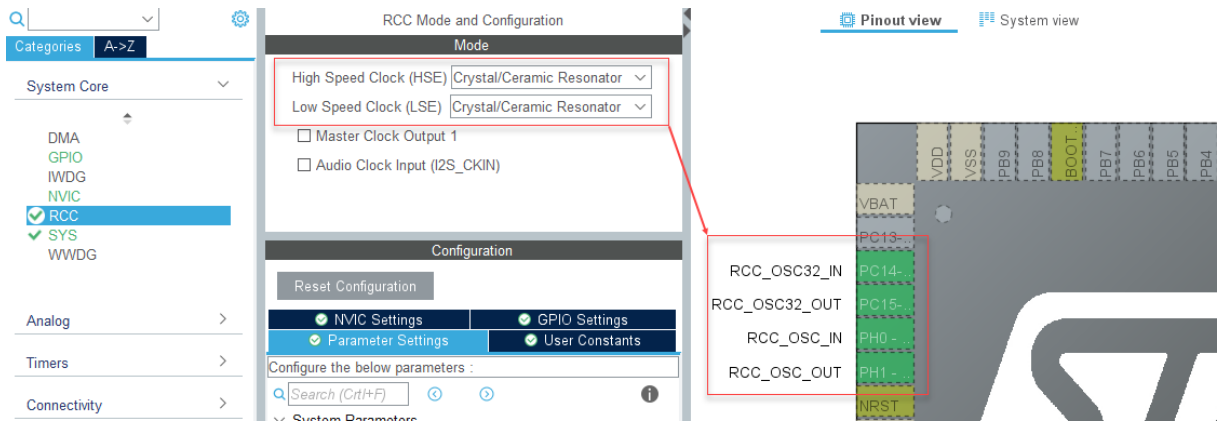 Categories
A->Z
System Core
DMA
GPIO
IWDG
NVIC
RCC
SYS
WWDG
Analog
Timers
Connectivity
RCC Mode and Configuration
Mode
High Speed Clock (HSE) Crystal/Ceramic Resonator
Low Speed Clock (LSE) Crystal/Ceramic Resonator
Master Clock Output 1
Audio Clock Input (I2S_CKIN)
Configuration
Reset Configuration
NVIC Settings
GPIO Settings
Parameter Settings
User Constants
Configure the below parameters :
Search (CrtI+F)
System Parameters
Pinout view
System view
VDD
VSS
PB9
PB8
BOOT..
PB7
PB6
PB5
PB4
VBAT
PC13-..
RCC_OSC32_IN PC14-..
RCC_OSC32_OUT PC15-..
RCC_OSC_IN PH0 - ..
RCC_OSC_OUT PH1 - ..
NRST